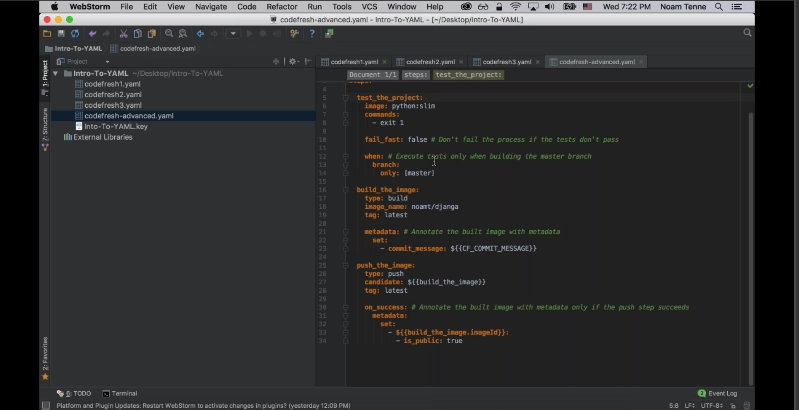 WebStorm File Edit View Navigate Code Refactor Run Tools VCS Window Help Wed 7:22 PM Noam Tenne
codefresh-advanced.yaml - Intro-To-YAML - [~/Desktop/Intro-To-YAML]
Intro-To-YAML codefresh-advanced.yaml
Project
codefresh1.yaml codefresh2.yaml codefresh3.yaml codefresh-advanced.yaml
1: Project
Intro-To-YAML ~/Desktop/Intro-To-YAML
codefresh1.yaml
codefresh2.yaml
codefresh3.yaml
codefresh-advanced.yaml
Into-To-YAML.key
External Libraries
7: Structure
2: Favorites
Document 1/1 steps: test_the_project:
4
5 test_the_project:
6 image: python:slim
7 commands:
8 - exit 1
9
10 fail_fast: false # Don't fail the process if the tests don't pass
11
12 when: # Execute tests only when building the master branch
13 branch:
14 only: [master]
15
16 build_the_image:
17 type: build
18 image_name: noamt/djanga
19 tag: latest
20
21 metadata: # Annotate the built image with metadata
22 set:
23 - commit_message: ${{CF_COMMIT_MESSAGE}}
24
25 push_the_image:
26 type: push
27 candidate: ${{build_the_image}}
28 tag: latest
29
30 on_success: # Annotate the built image with metadata only if the push step succeeds
31 metadata:
32 set:
33 - ${{build_the_image.imageId}}:
34 - is_public: true
6: TODO Terminal
2 Event Log
Platform and Plugin Updates: Restart WebStorm to activate changes in plugins? (yesterday 12:09 PM)
5:8 LF÷ UTF-8÷